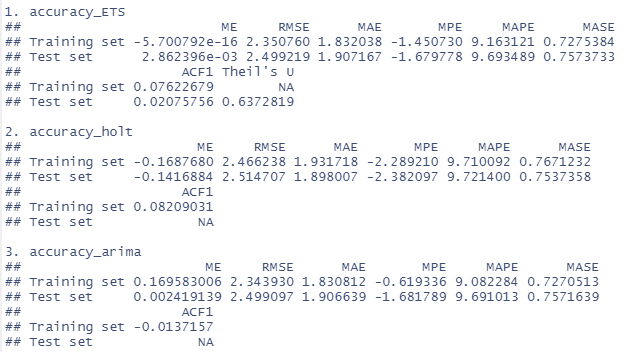 1. accuracy_ETS
## ME RMSE MAE MPE MAPE MASE
## Training set -5.700792e-16 2.350760 1.832038 -1.450730 9.163121 0.7275384
## Test set 2.862396e-03 2.499219 1.907167 -1.679778 9.693489 0.7573733
## ACF1 Theil's U
## Training set 0.07622679 NA
## Test set 0.02075756 0.6372819
2. accuracy_holt
## ME RMSE MAE MPE MAPE MASE
## Training set -0.1687680 2.466238 1.931718 -2.289210 9.710092 0.7671232
## Test set -0.1416884 2.514707 1.898007 -2.382097 9.721400 0.7537358
## ACF1
## Training set 0.08209031
## Test set NA
3. accuracy_arima
## ME RMSE MAE MPE MAPE MASE
## Training set 0.169583006 2.343930 1.830812 -0.619336 9.082284 0.7270513
## Test set 0.002419139 2.499097 1.906639 -1.681789 9.691013 0.7571639
## ACF1
## Training set -0.0137157
## Test set NA